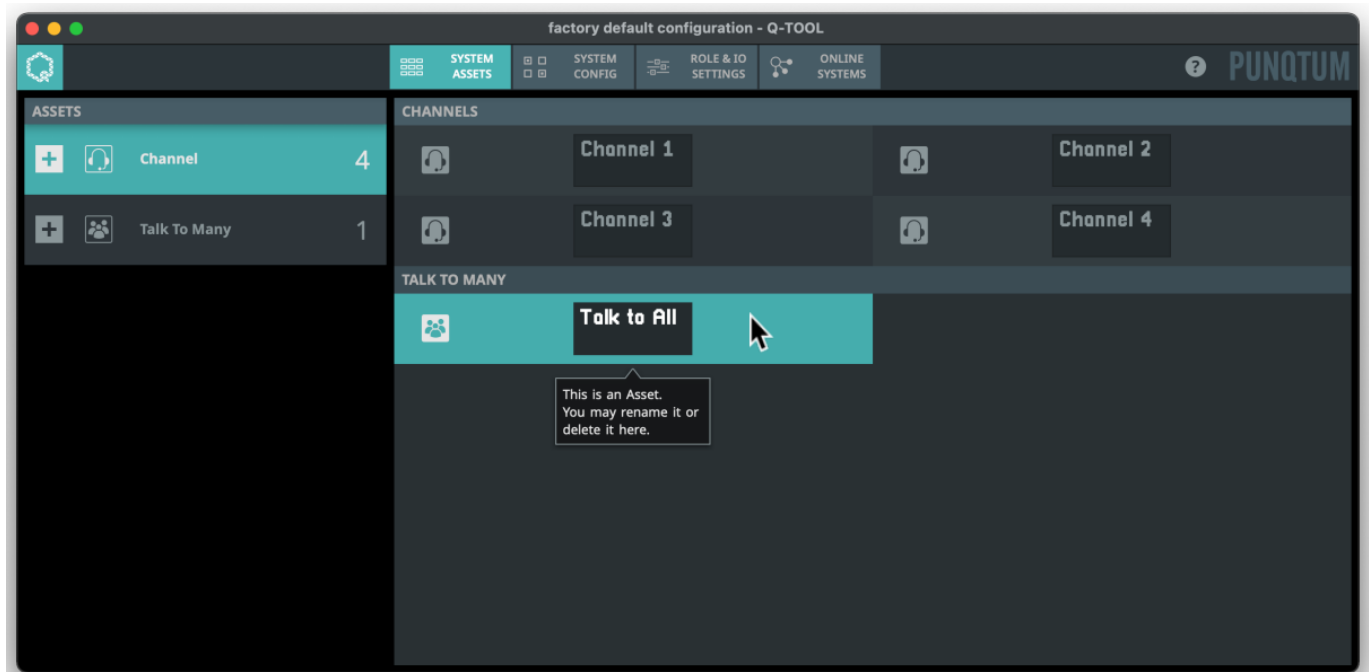 factory default configuration - Q-TOOL
SYSTEM ASSETS
SYSTEM CONFIG
ROLE & IO SETTINGS
ONLINE SYSTEMS
?
PUNQTUM
ASSETS
Channel 4
Talk To Many 1
CHANNELS
Channel 1
Channel 2
Channel 3
Channel 4
TALK TO MANY
Talk to All
This is an Asset.
You may rename it or
delete it here.